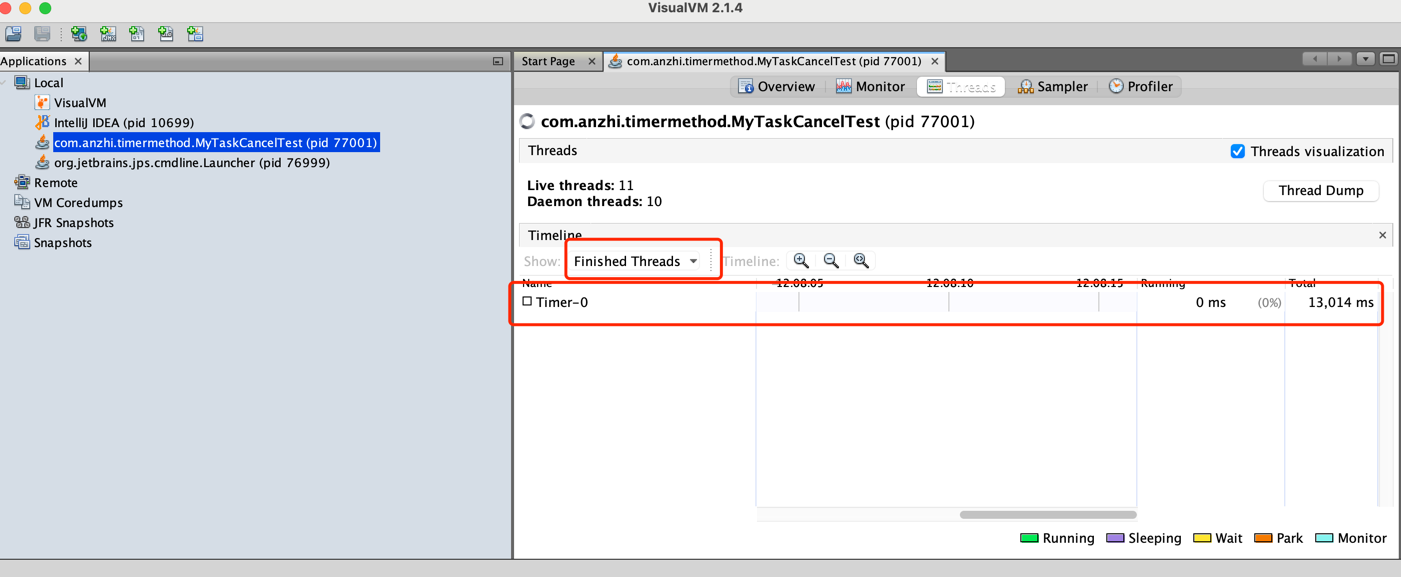 VisualVM 2.1.4
Applications
Local
VisualVM
IntelliJ IDEA (pid 10699)
com.anzhi.timermethod.MyTaskCancelTest (pid 77001)
org.jetbrains.jps.cmdline.Launcher (pid 76999)
Remote
VM Coredumps
JFR Snapshots
Snapshots
Start Page com.anzhi.timermethod.MyTaskCancelTest (pid 77001)
Overview Monitor Threads Sampler Profiler
com.anzhi.timermethod.MyTaskCancelTest (pid 77001)
Threads Threads visualization
Live threads: 11
Daemon threads: 10
Thread Dump
Timeline
Show: Finished Threads Timeline:
Name 12:08:05 12:08:10 12:08:15 Running Total
Timer-0 0 ms (0%) 13,014 ms
Running Sleeping Wait Park Monitor